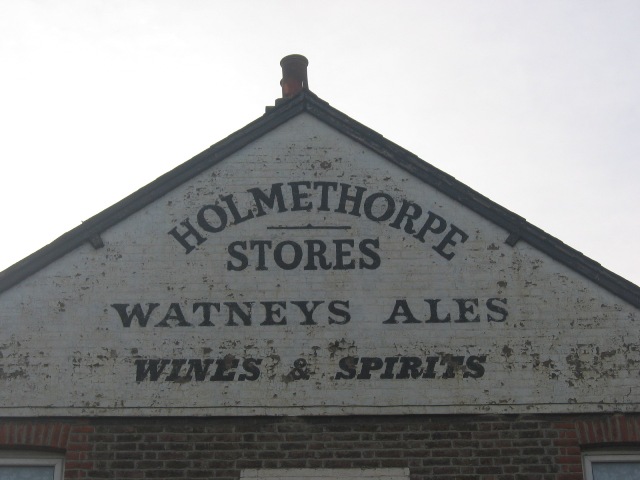 HOLMETHORPE
STORES
WATNEYS ALES
WINES & SPIRITS